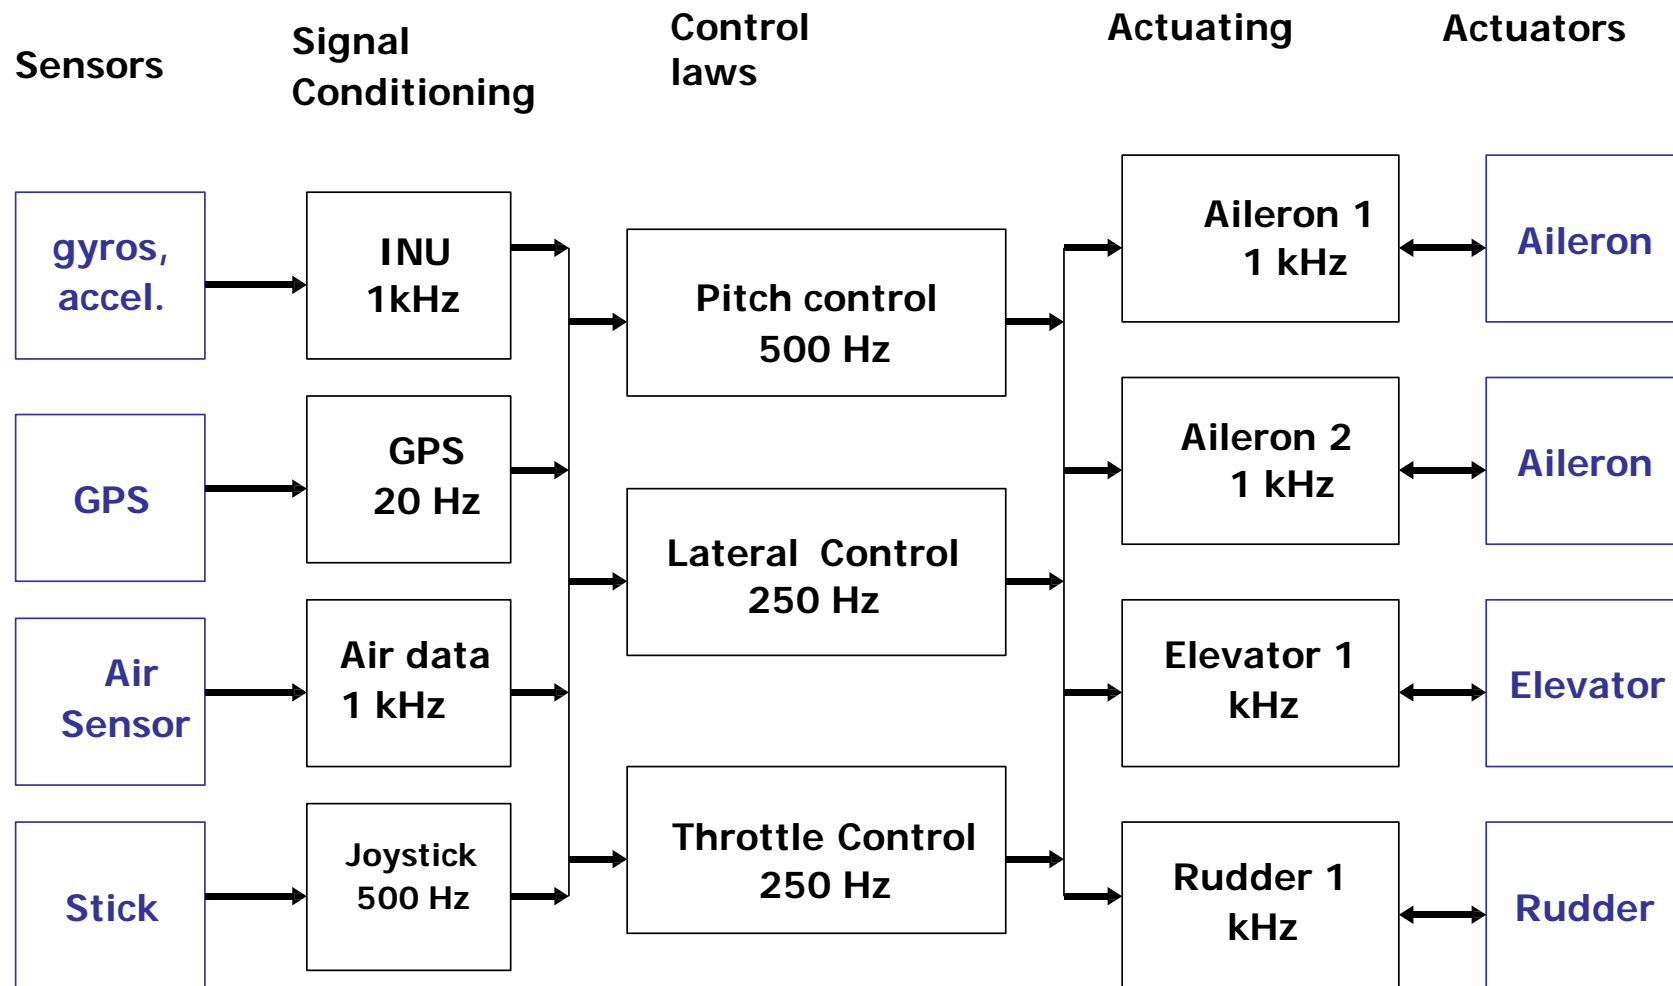 Sensors
Signal
Conditioning
Control
laws
Actuating
Actuators
gyros,
accel.
INU
1kHz
Pitch control
500 Hz
Aileron 1
1 kHz
Aileron
GPS
GPS
20 Hz
Lateral Control
250 Hz
Aileron 2
1 kHz
Aileron
Air
Sensor
Air data
1 kHz
Elevator 1
kHz
Elevator
Stick
Joystick
500 Hz
Throttle Control
250 Hz
Rudder 1
kHz
Rudder